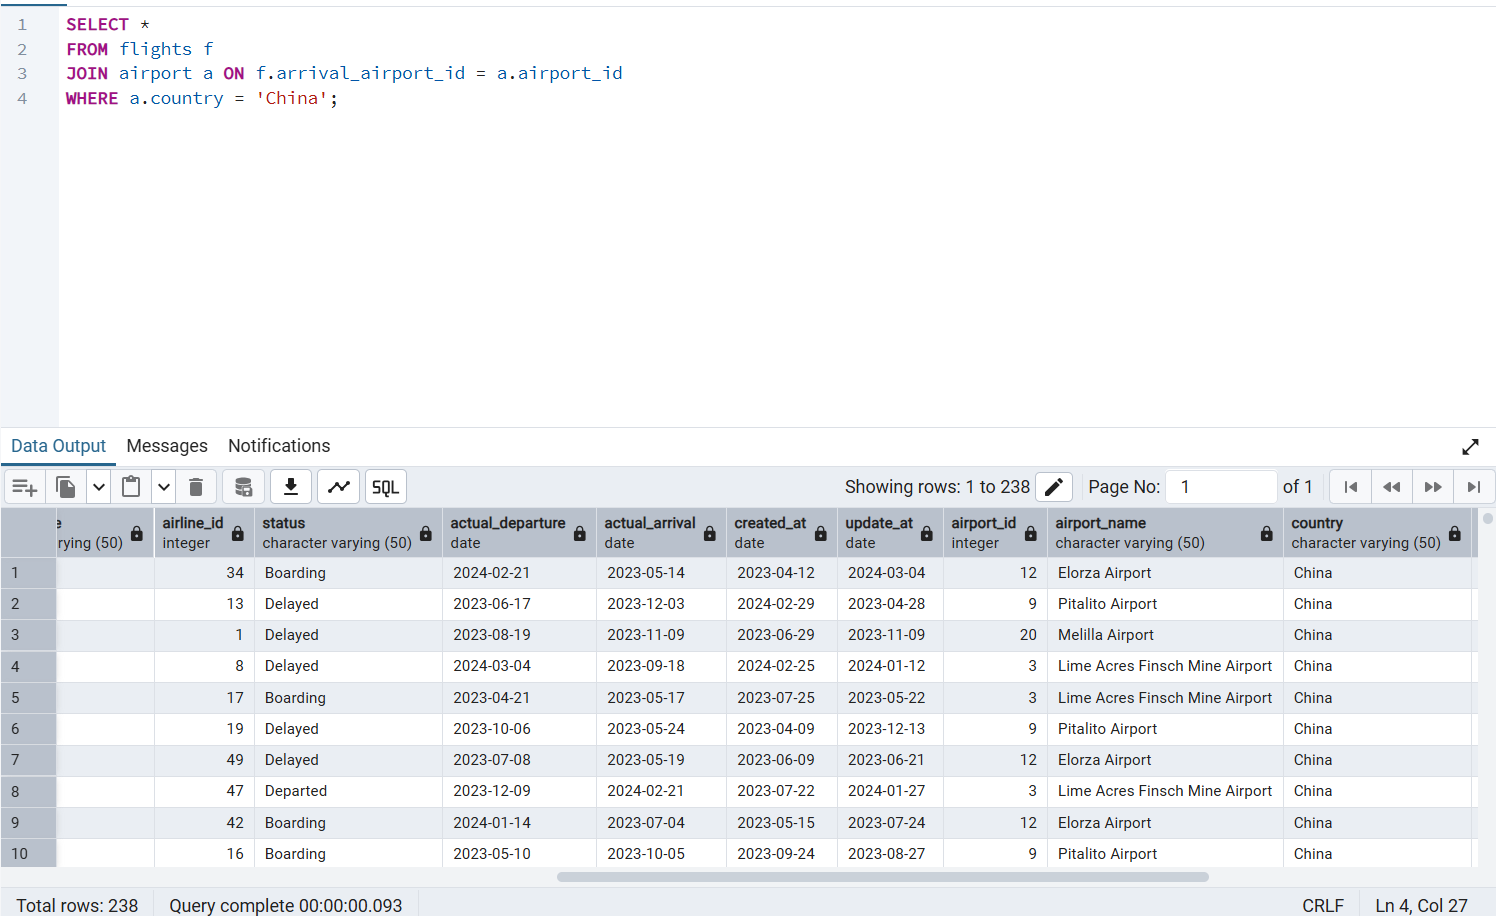 1 SELECT *
2 FROM flights f
3 JOIN airport a ON f.arrival_airport_id = a.airport_id
4 WHERE a.country = 'China';
Data Output Messages Notifications
SQL Showing rows: 1 to 238 Page No: 1 of 1
e airline_id status actual_departure actual_arrival created_at update_at airport_id airport_name country
rying (50) integer character varying (50) date date date date integer character varying (50) character varying (50)
1 34 Boarding 2024-02-21 2023-05-14 2023-04-12 2024-03-04 12 Elorza Airport China
2 13 Delayed 2023-06-17 2023-12-03 2024-02-29 2023-04-28 9 Pitalito Airport China
3 1 Delayed 2023-08-19 2023-11-09 2023-06-29 2023-11-09 20 Melilla Airport China
4 8 Delayed 2024-03-04 2023-09-18 2024-02-25 2024-01-12 3 Lime Acres Finsch Mine Airport China
5 17 Boarding 2023-04-21 2023-05-17 2023-07-25 2023-05-22 3 Lime Acres Finsch Mine Airport China
6 19 Delayed 2023-10-06 2023-05-24 2023-04-09 2023-12-13 9 Pitalito Airport China
7 49 Delayed 2023-07-08 2023-05-19 2023-06-09 2023-06-21 12 Elorza Airport China
8 47 Departed 2023-12-09 2024-02-21 2023-07-22 2024-01-27 3 Lime Acres Finsch Mine Airport China
9 42 Boarding 2024-01-14 2023-07-04 2023-05-15 2023-07-24 12 Elorza Airport China
10 16 Boarding 2023-05-10 2023-10-05 2023-09-24 2023-08-27 9 Pitalito Airport China
Total rows: 238 Query complete 00:00:00.093 CRLF Ln 4, Col 27